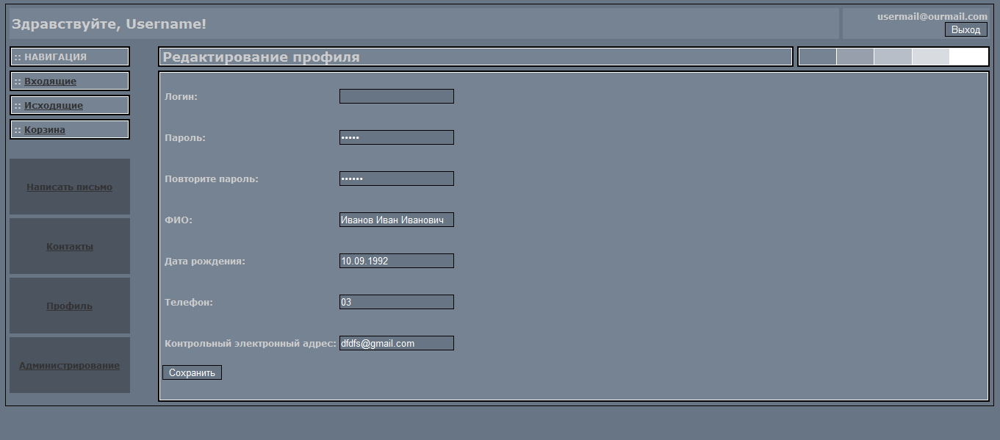 Здравствуйте, Username!
usermail@ourmail.com
Выход
:: НАВИГАЦИЯ
:: Входящие
:: Исходящие
:: Корзина
Написать письмо
Контакты
Профиль
Администрирование
Редактирование профиля
Логин:
Пароль: •••••
Повторите пароль: ••••••
ФИО: Иванов Иван Иванович
Дата рождения: 10.09.1992
Телефон: 03
Контрольный электронный адрес: dfdfs@gmail.com
Сохранить